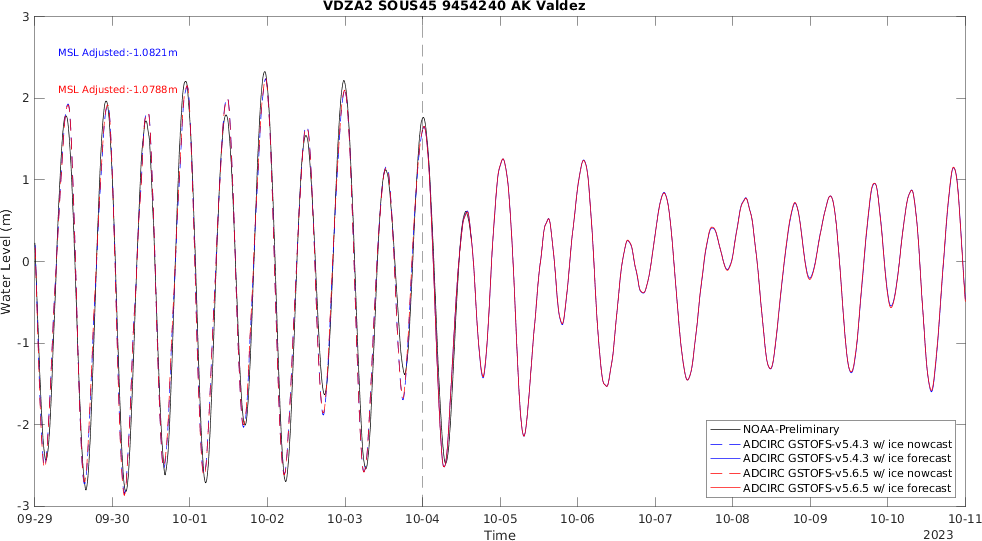 VDZA2 SOUS45 9454240 AK Valdez
MSL Adjusted:-1.0821m
MSL Adjusted:-1.0788m
3
2
1
0
-1
-2
-3
Water Level (m)
NOAA-Preliminary
ADCIRC GSTOFS-v5.4.3 w/ ice nowcast
ADCIRC GSTOFS-v5.4.3 w/ ice forecast
ADCIRC GSTOFS-v5.6.5 w/ ice nowcast
ADCIRC GSTOFS-v5.6.5 w/ ice forecast
09-29 09-30 10-01 10-02 10-03 10-04 10-05 10-06 10-07 10-08 10-09 10-10 10-11
Time
2023